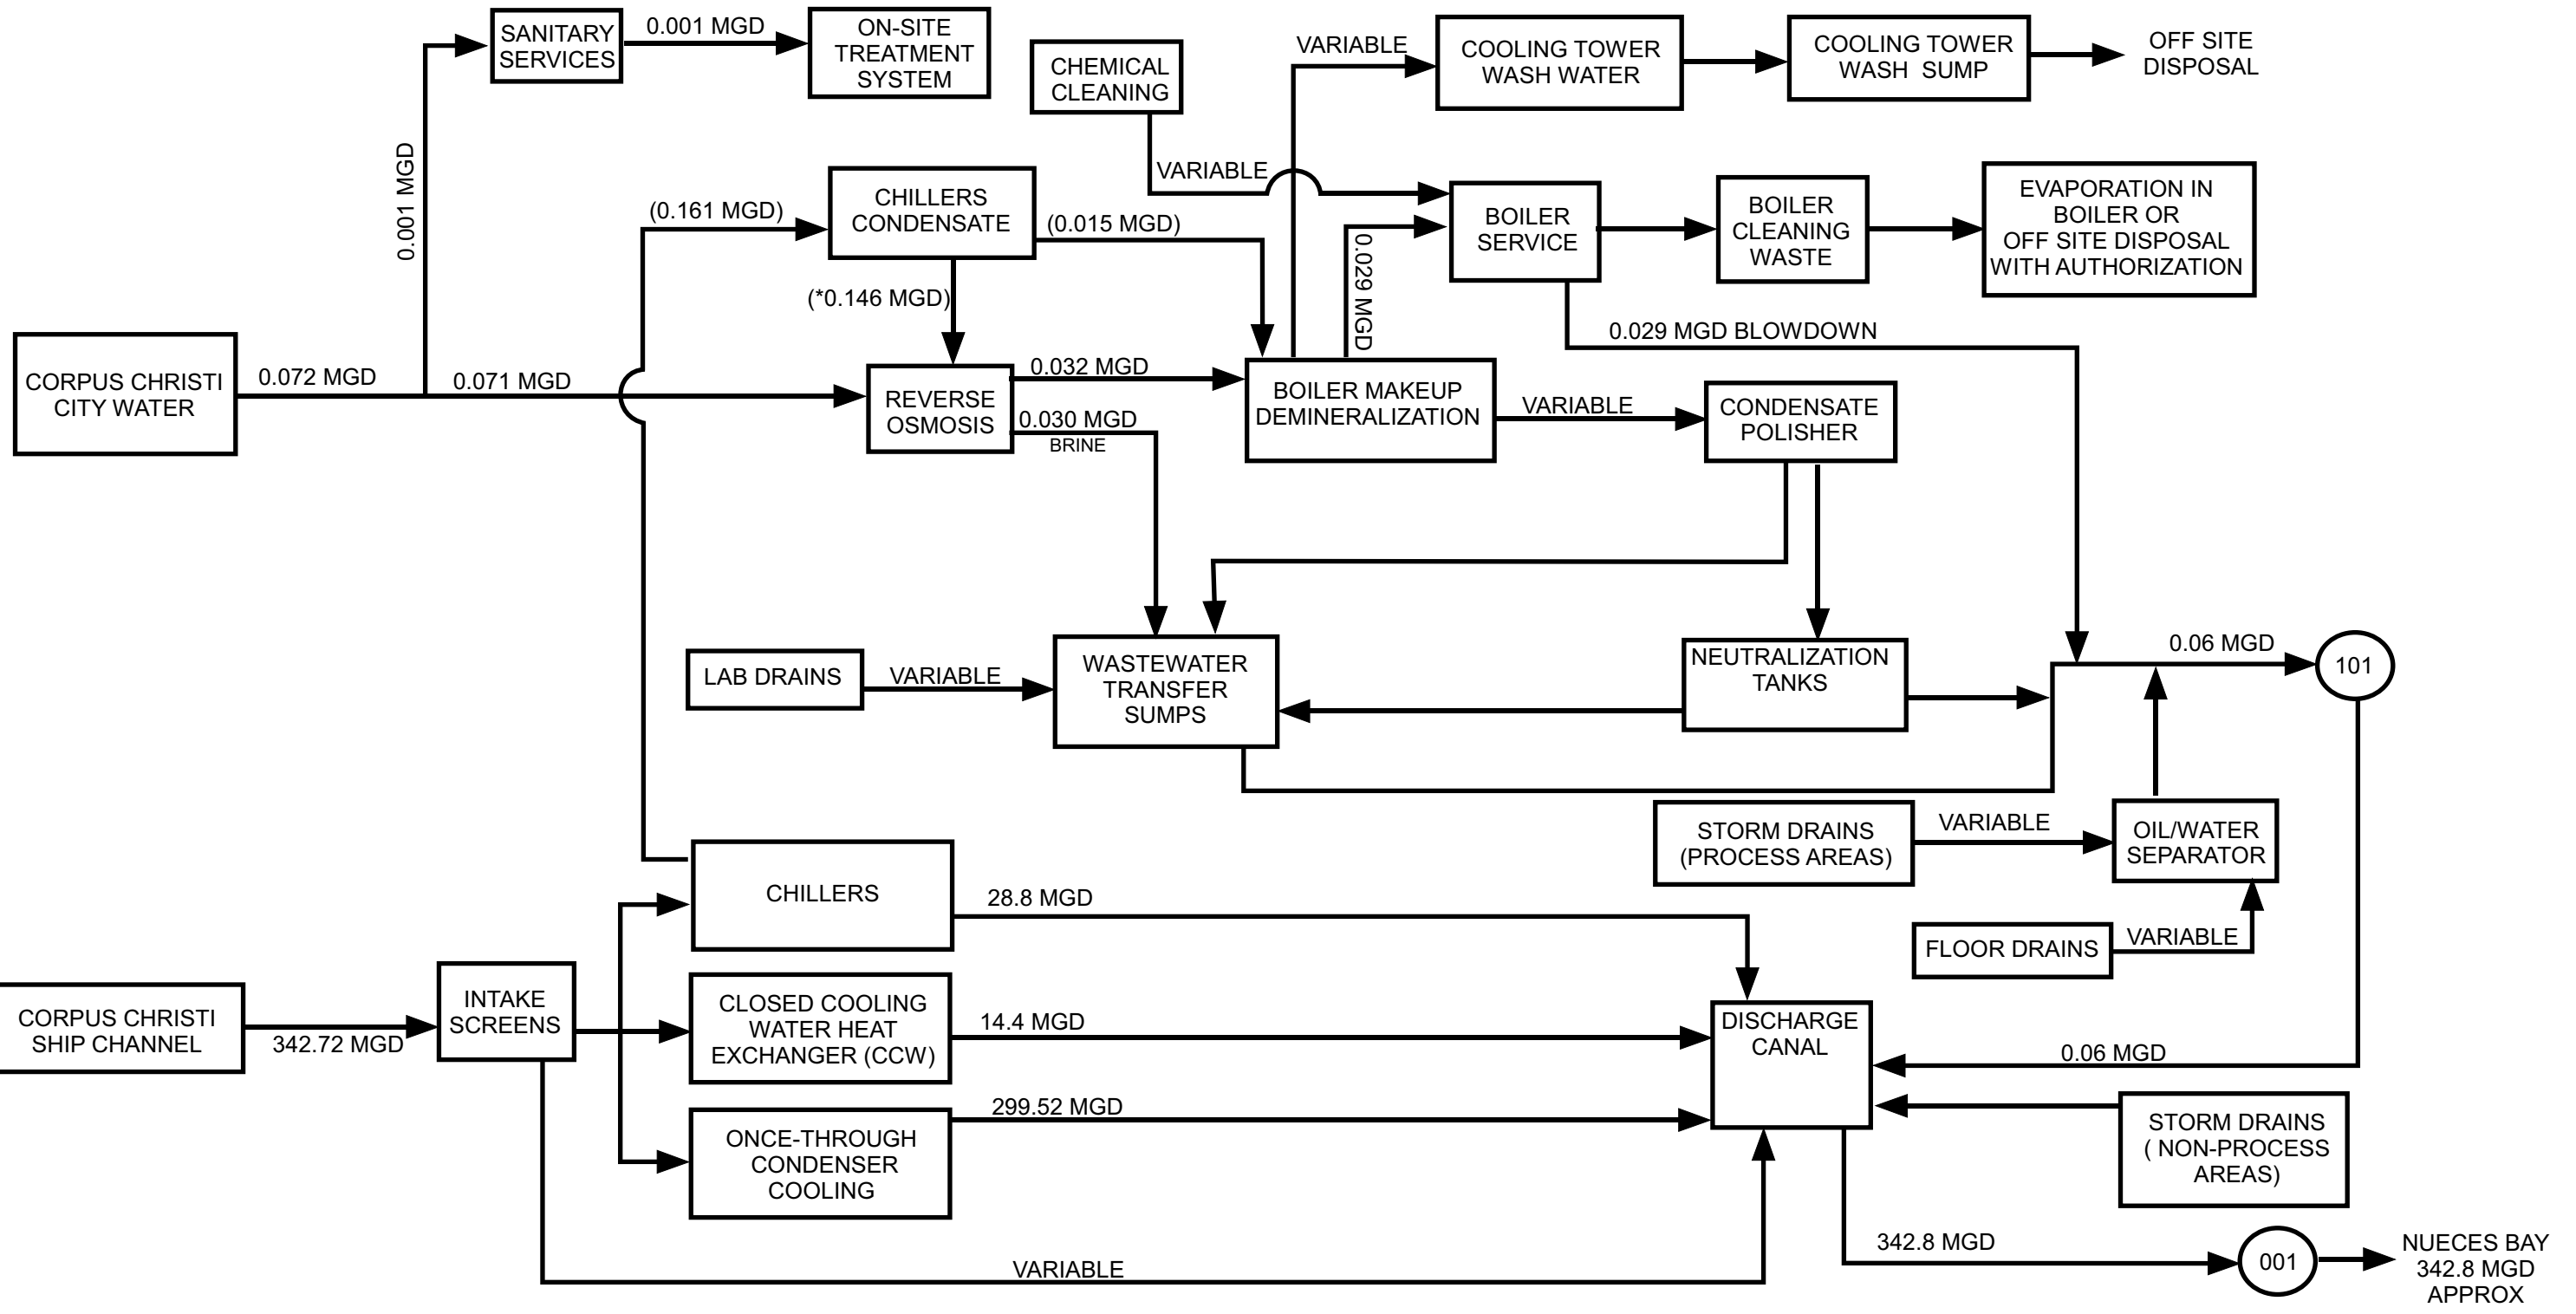 SANITARY
SERVICES
0.001 MGD
ON-SITE
TREATMENT
SYSTEM
CHEMICAL
CLEANING
VARIABLE
COOLING TOWER
WASH WATER
COOLING TOWER
WASH SUMP
OFF SITE
DISPOSAL
0.001 MGD
(0.161 MGD)
CHILLERS
CONDENSATE
(0.015 MGD)
(*0.146 MGD)
VARIABLE
0.029 MGD
BOILER
SERVICE
BOILER
CLEANING
WASTE
EVAPORATION IN
BOILER OR
OFF SITE DISPOSAL
WITH AUTHORIZATION
0.029 MGD BLOWDOWN
CORPUS CHRISTI
CITY WATER
0.072 MGD
0.071 MGD
REVERSE
OSMOSIS
0.032 MGD
0.030 MGD
BRINE
BOILER MAKEUP
DEMINERALIZATION
VARIABLE
CONDENSATE
POLISHER
LAB DRAINS
VARIABLE
WASTEWATER
TRANSFER
SUMPS
NEUTRALIZATION
TANKS
0.06 MGD
101
STORM DRAINS
(PROCESS AREAS)
VARIABLE
OIL/WATER
SEPARATOR
FLOOR DRAINS
VARIABLE
CHILLERS
28.8 MGD
CORPUS CHRISTI
SHIP CHANNEL
342.72 MGD
INTAKE
SCREENS
CLOSED COOLING
WATER HEAT
EXCHANGER (CCW)
14.4 MGD
DISCHARGE
CANAL
0.06 MGD
ONCE-THROUGH
CONDENSER
COOLING
299.52 MGD
STORM DRAINS
( NON-PROCESS
AREAS)
VARIABLE
342.8 MGD
001
NUECES BAY
342.8 MGD
APPROX